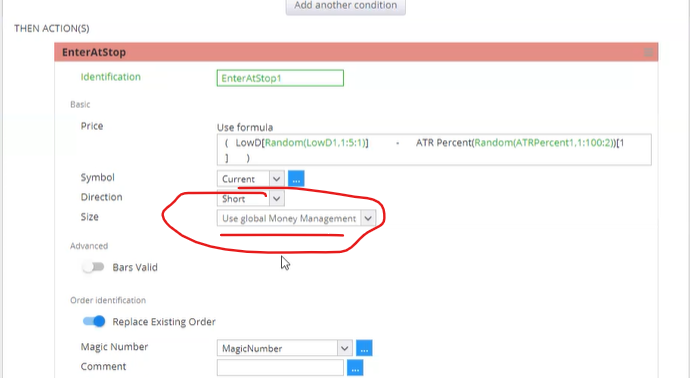 Add another condition
THEN ACTION(S)
EnterAtStop
Identification EnterAtStop1
Basic
Price Use formula
( LowD[Random(LowD1,1:5:1)] - ATR Percent(Random(ATRPercent1,1:100:2))[1
] )
Symbol Current ...
Direction Short
Size Use global Money Management
Advanced
Bars Valid
Order identification
Replace Existing Order
Magic Number MagicNumber ...
Comment ...